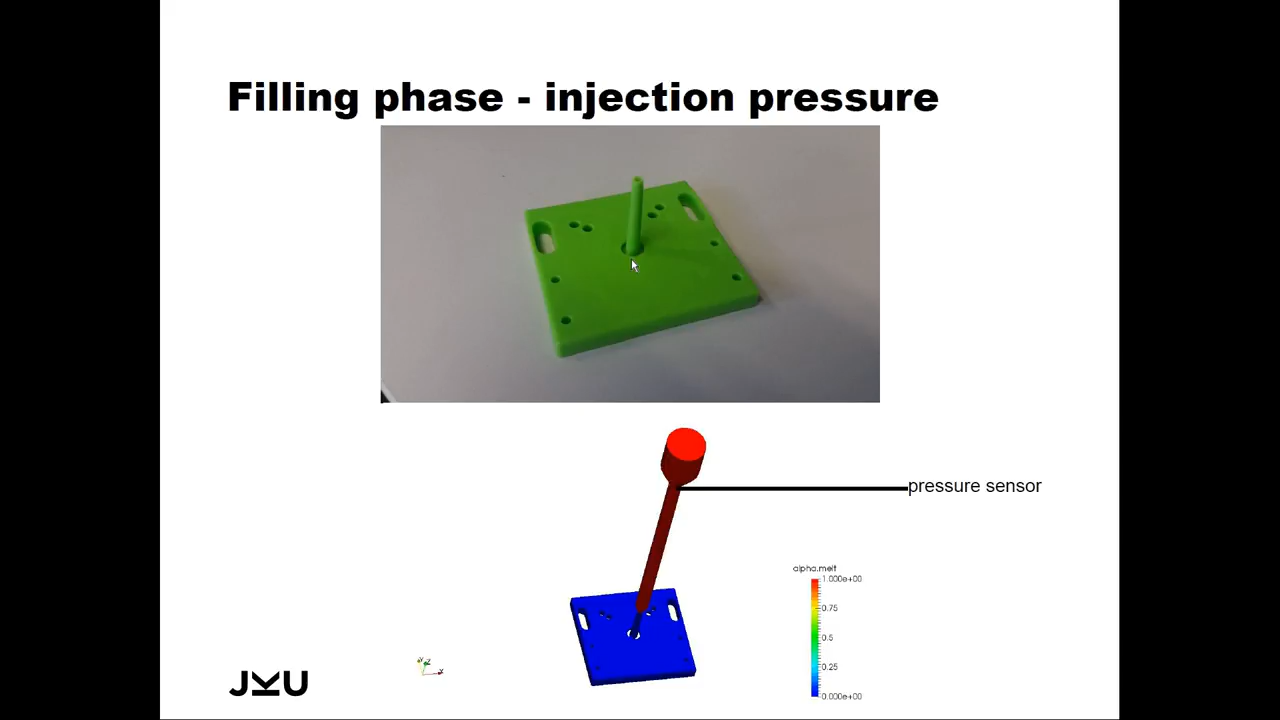 Filling phase - injection pressure
pressure sensor
alpha.melt
1.000e+00
0.75
0.5
0.25
0.000e+00
JKU